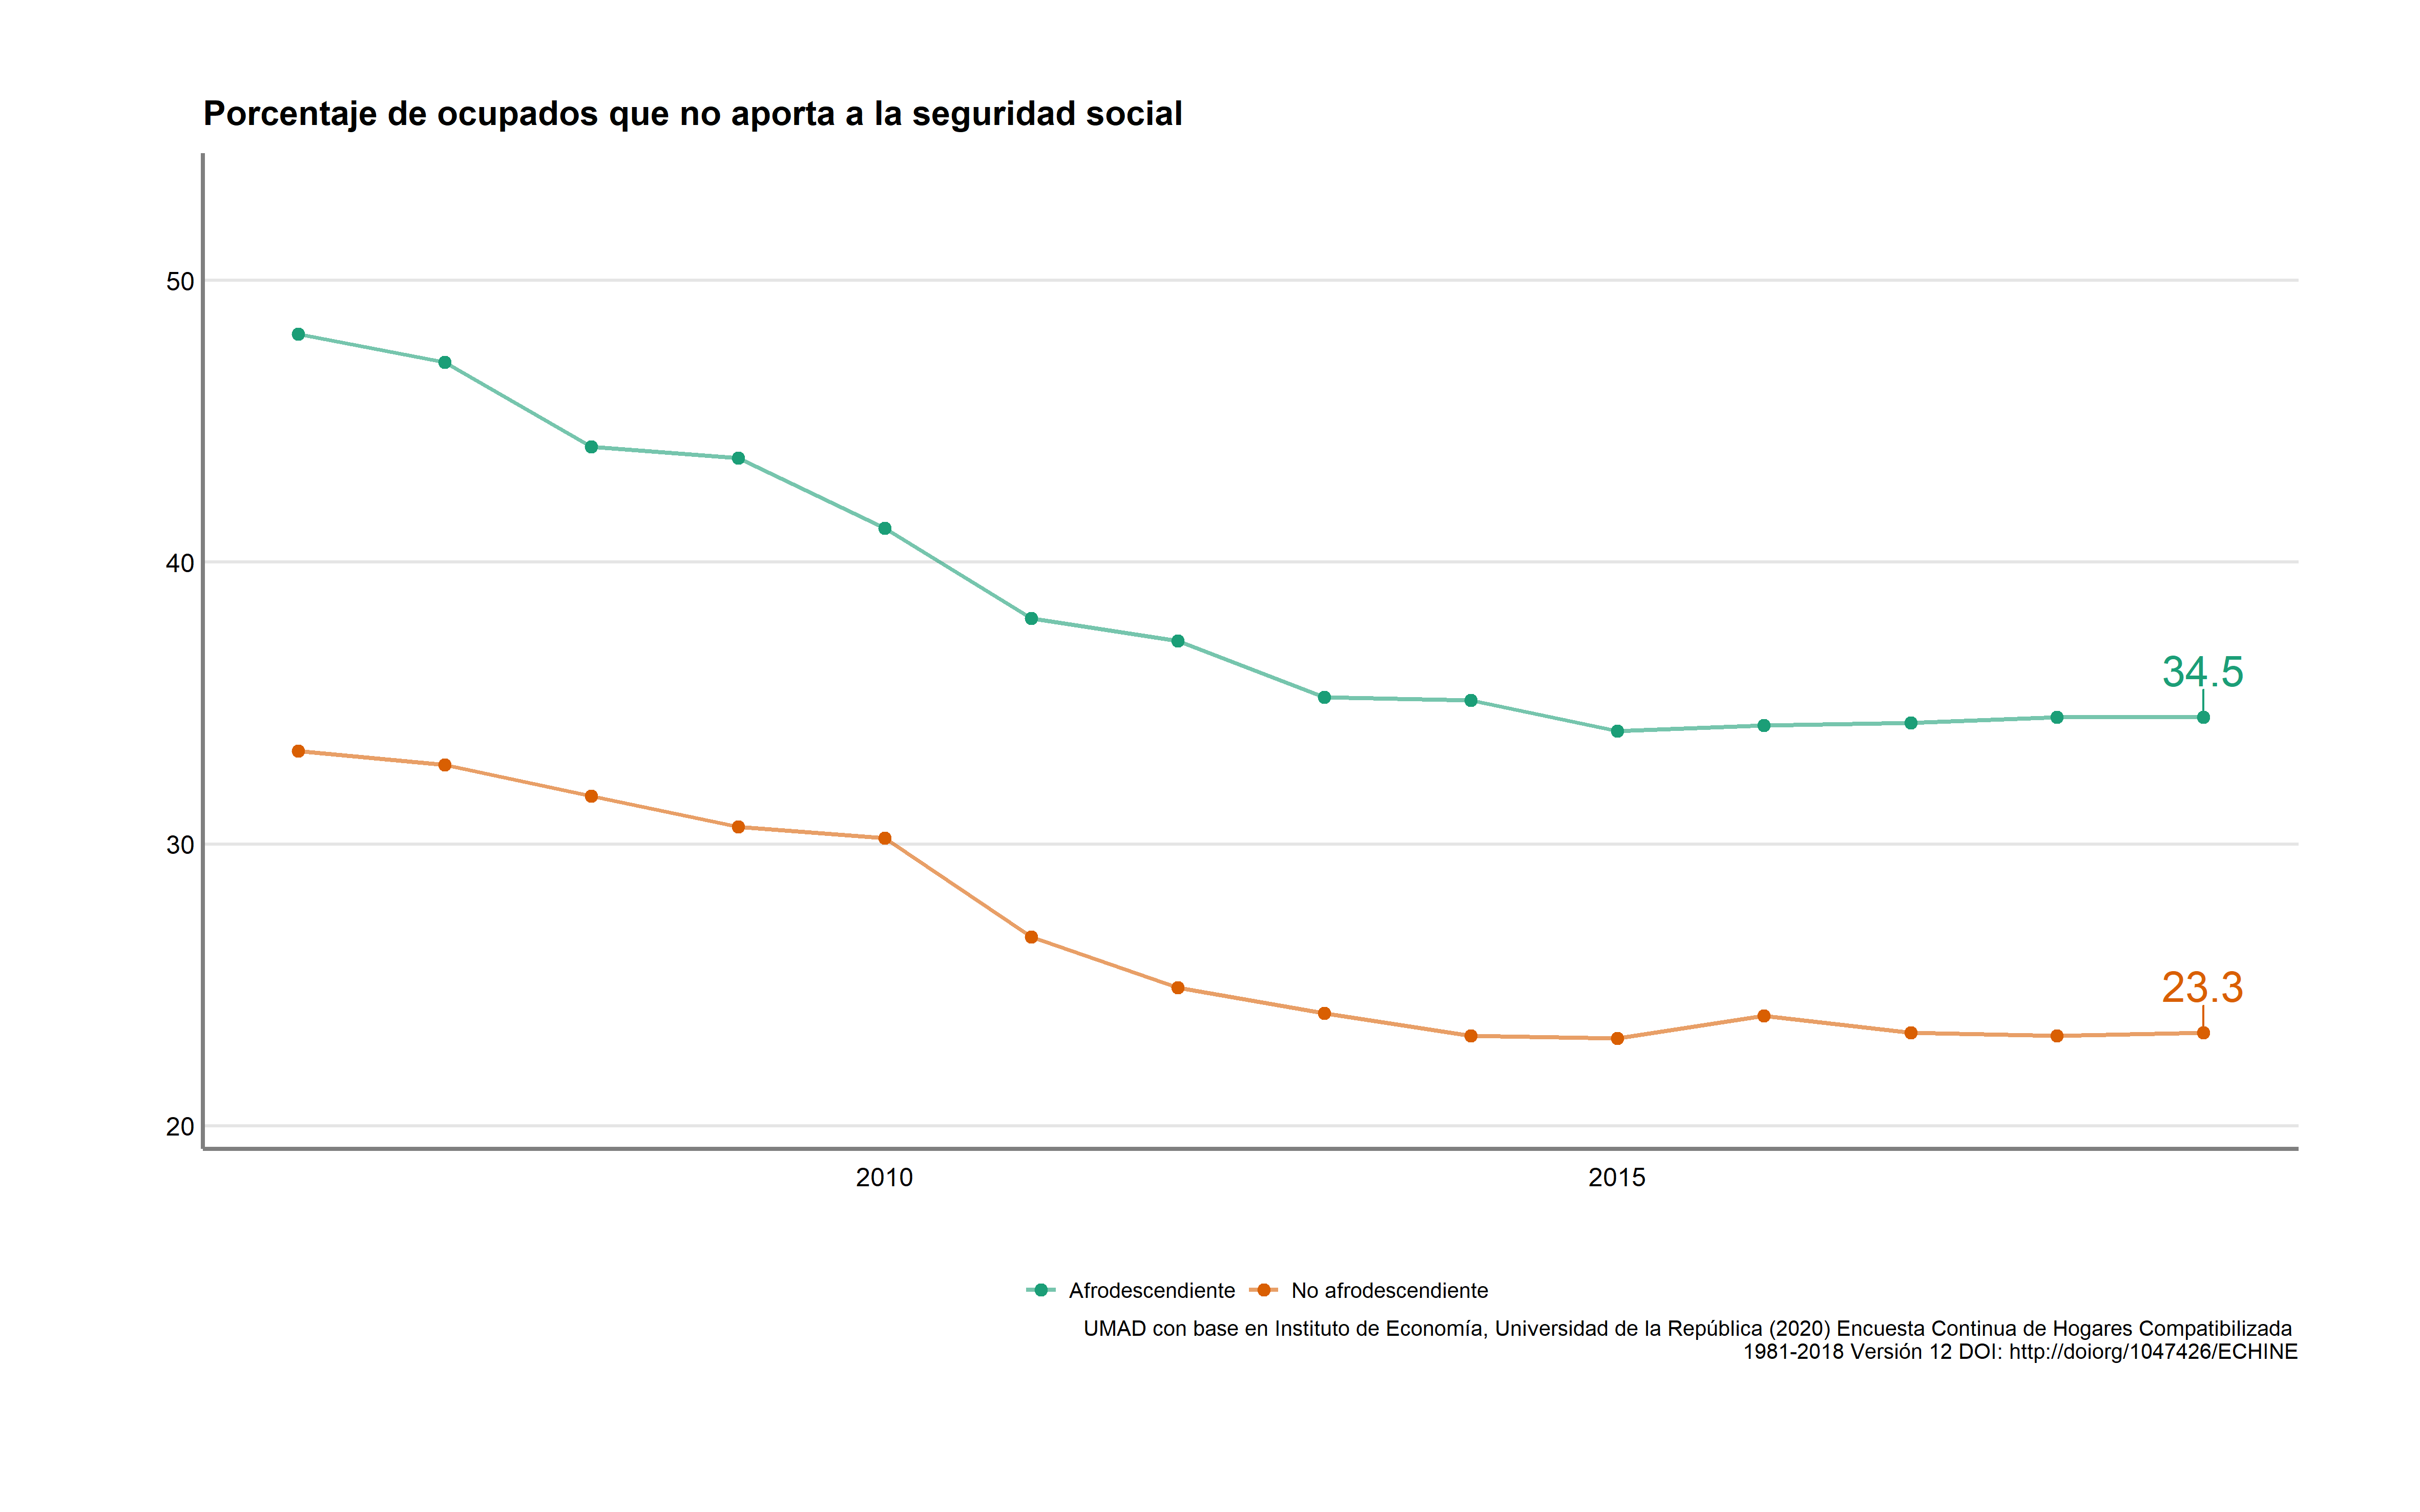 Porcentaje de ocupados que no aporta a la seguridad social
50
40
30
20
34.5
23.3
2010
2015
Afrodescendiente
No afrodescendiente
UMAD con base en Instituto de Economía, Universidad de la República (2020) Encuesta Continua de Hogares Compatibilizada
1981-2018 Versión 12 DOI: http://doiorg/1047426/ECHINE